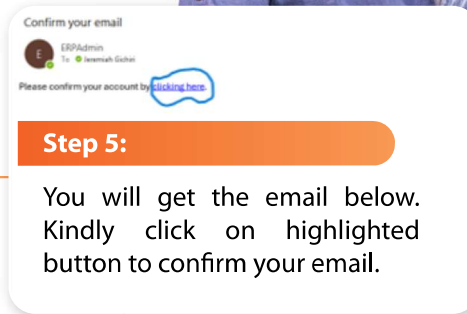 Confirm your email
E
ERPAdmin
To Jeremiah Gichiri
Please confirm your account by clicking here.
Step 5:
You will get the email below.
Kindly click on highlighted
button to confirm your email.